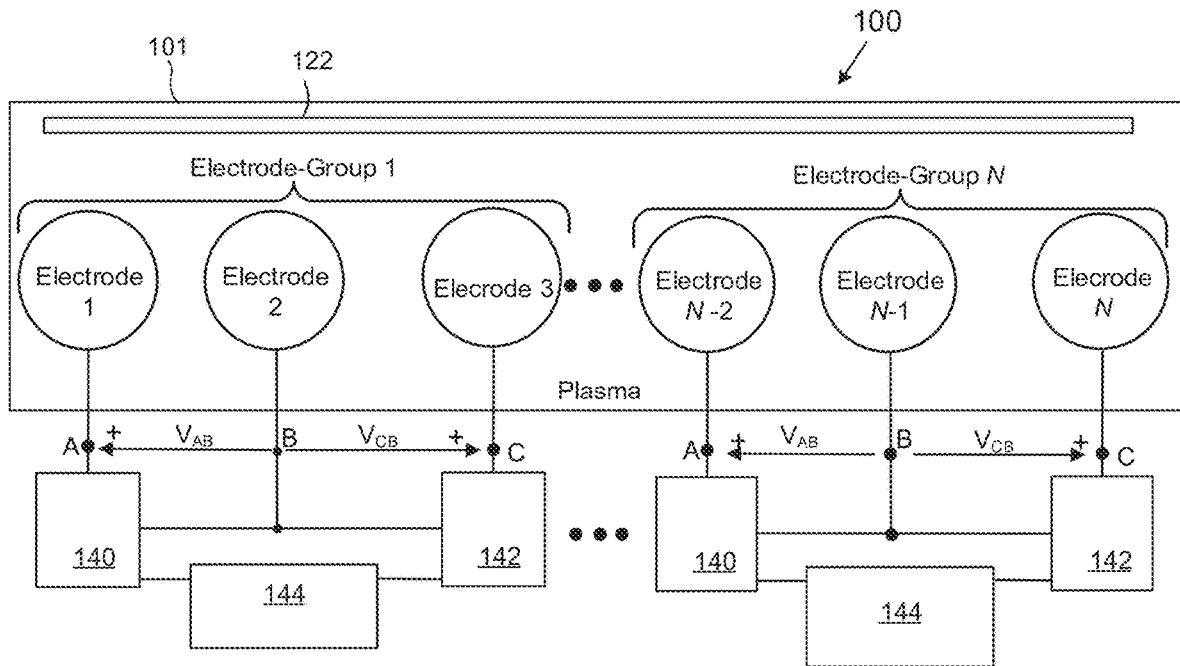 100
101
122
Electrode-Group 1
Electrode-Group N
Electrode
1
Electrode
2
Elecrode 3
Electrode
N-2
Electrode
N-1
Electrode
N
Plasma
A + VAB B VCB + C
A + VAB B VCB + C
140
142
140
142
144
144